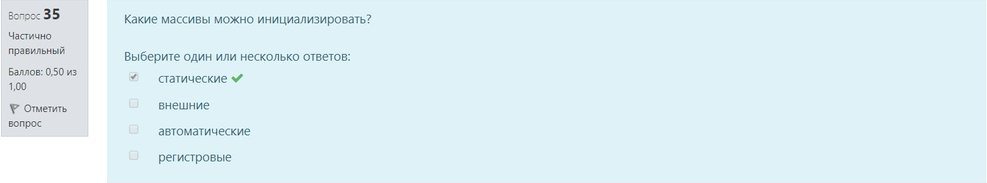 Вопрос 35
Частично
правильный
Баллов: 0,50 из
1,00
Отметить
вопрос
Какие массивы можно инициализировать?
Выберите один или несколько ответов:
статические
внешние
автоматические
регистровые